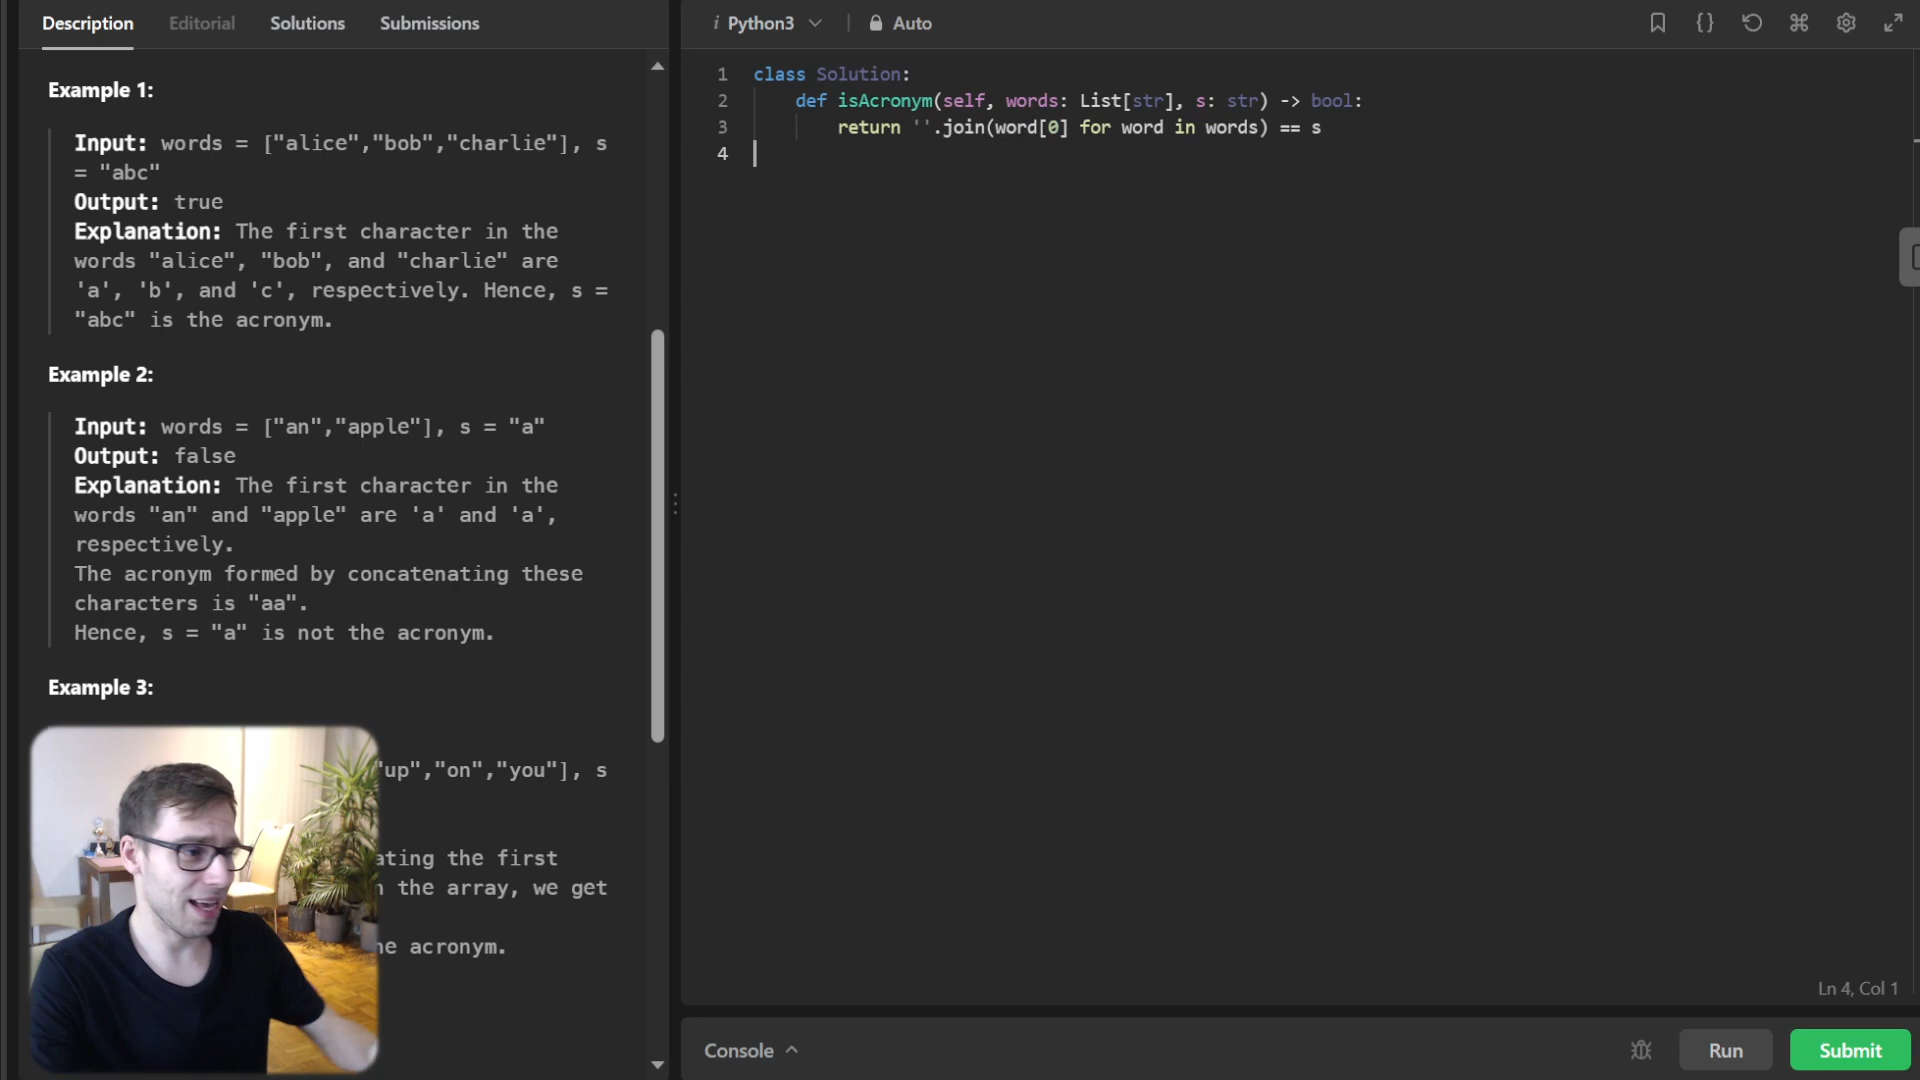 Description Editorial Solutions Submissions
Example 1:
Input: words = ["alice","bob","charlie"], s
= "abc"
Output: true
Explanation: The first character in the
words "alice", "bob", and "charlie" are
'a', 'b', and 'c', respectively. Hence, s =
"abc" is the acronym.
Example 2:
Input: words = ["an","apple"], s = "a"
Output: false
Explanation: The first character in the
words "an" and "apple" are 'a' and 'a',
respectively.
The acronym formed by concatenating these
characters is "aa".
Hence, s = "a" is not the acronym.
Example 3:
"up","on","you"], s
ating the first
the array, we get
acronym.
i Python3 Auto
1 class Solution:
2 def isAcronym(self, words: List[str], s: str) -> bool:
3 return ''.join(word[0] for word in words) == s
4
Ln 4, Col 1
Console Run Submit